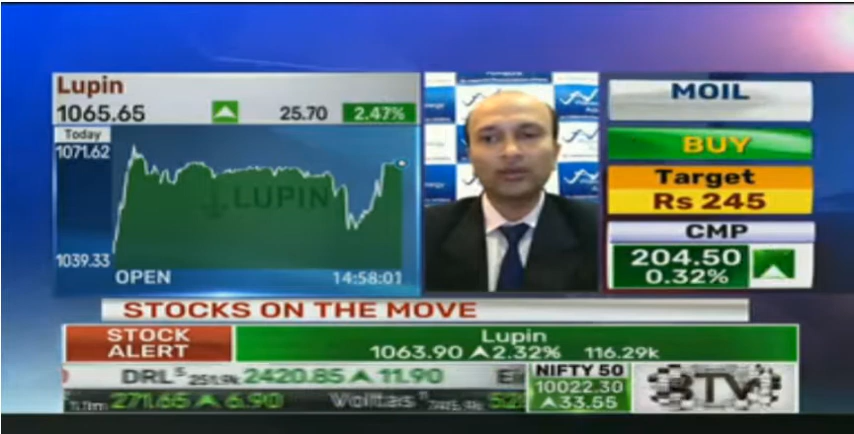 Lupin
1065.65 25.70 2.47%
Today
1071.62
LUPIN
1039.33
OPEN 14:58:01
MOIL
BUY
Target
Rs 245
CMP
204.50
0.32%
STOCKS ON THE MOVE
STOCK
ALERT
Lupin
1063.90 ▲2.32% 116.29k
DRL S 2420.85 ▲ 11.90
NIFTY 50
10022.30
▲33.55
271.65 ▲ 6.90 Voltas
BTVi